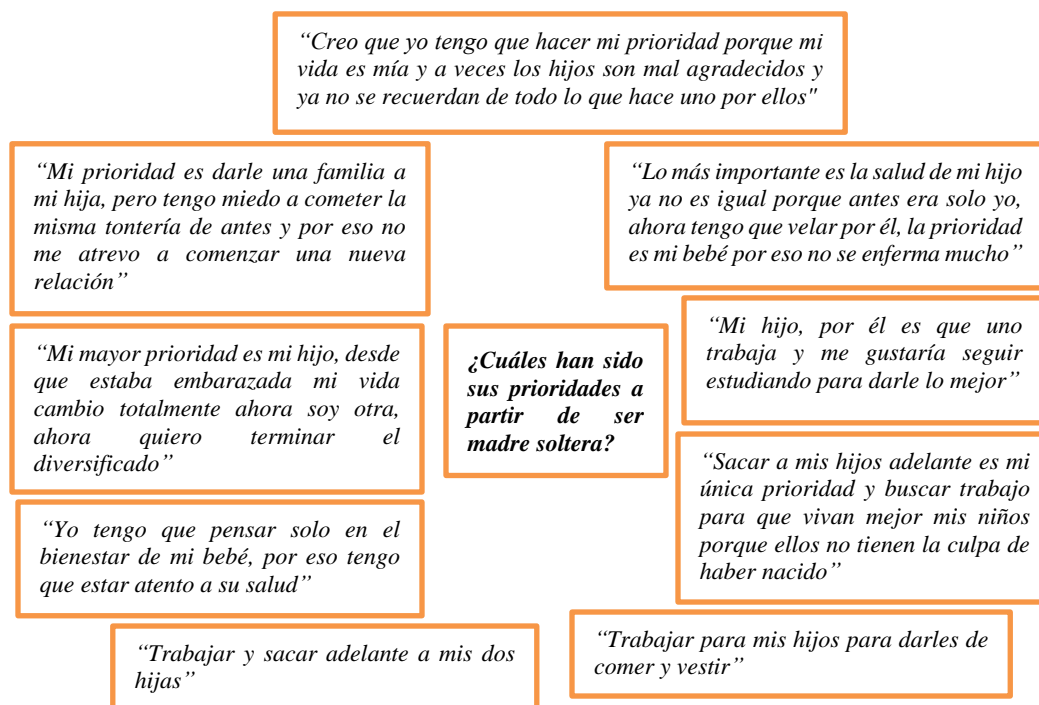 “Creo que yo tengo que hacer mi prioridad porque mi
vida es mía y a veces los hijos son mal agradecidos y
ya no se recuerdan de todo lo que hace uno por ellos"
“Mi prioridad es darle una familia a
mi hija, pero tengo miedo a cometer la
misma tontería de antes y por eso no
me atrevo a comenzar una nueva
relación”
“Lo más importante es la salud de mi hijo
ya no es igual porque antes era solo yo,
ahora tengo que velar por él, la prioridad
es mi bebé por eso no se enferma mucho”
“Mi mayor prioridad es mi hijo, desde
que estaba embarazada mi vida
cambio totalmente ahora soy otra,
ahora quiero terminar el
diversificado”
¿Cuáles han sido
sus prioridades a
partir de ser
madre soltera?
“Mi hijo, por él es que uno
trabaja y me gustaría seguir
estudiando para darle lo mejor”
“Sacar a mis hijos adelante es mi
única prioridad y buscar trabajo
para que vivan mejor mis niños
porque ellos no tienen la culpa de
haber nacido”
“Yo tengo que pensar solo en el
bienestar de mi bebé, por eso tengo
que estar atento a su salud”
“Trabajar y sacar adelante a mis dos
hijas”
“Trabajar para mis hijos para darles de
comer y vestir”